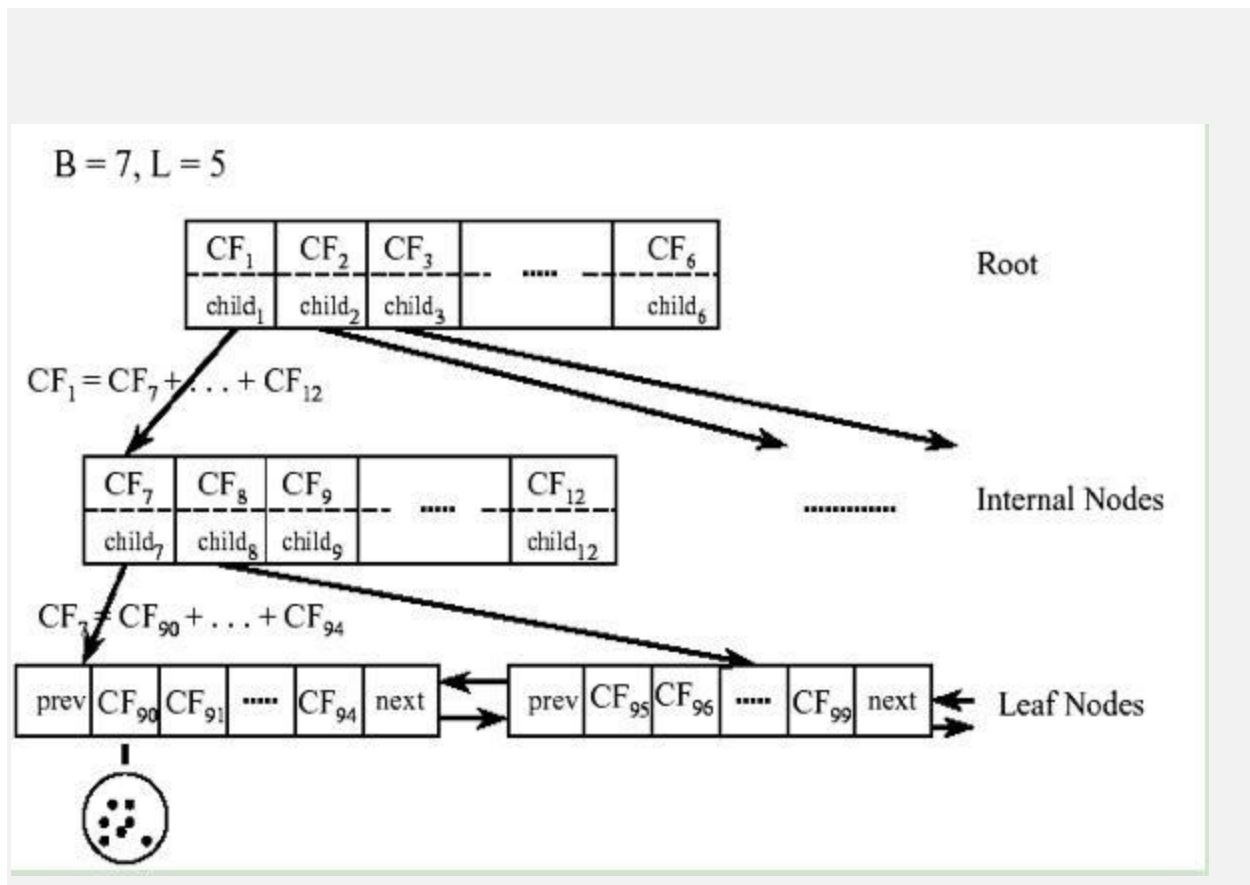 B = 7, L = 5
CF₁ CF₂ CF₃ ..... CF₆
child₁ child₂ child₃ child₆
Root
CF₁ = CF₇ + . . . + CF₁₂
CF₇ CF₈ CF₉ ..... CF₁₂
child₇ child₈ child₉ child₁₂
............. Internal Nodes
CF₇ = CF₉₀ + . . . + CF₉₄
prev CF₉₀ CF₉₁ ..... CF₹₄ next prev CF₉₅ CF₉₆ ..... CF₉₉ next Leaf Nodes